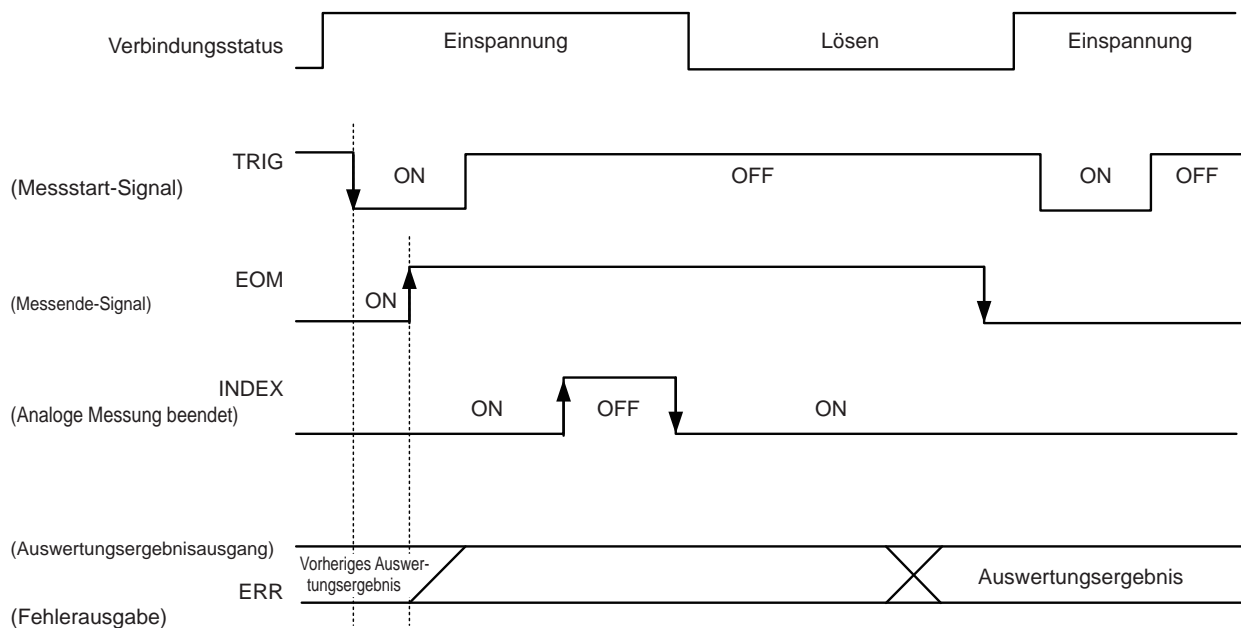 Verbindungsstatus
Einspannung
Lösen
Einspannung
TRIG
(Messstart-Signal)
ON
OFF
ON
OFF
EOM
(Messende-Signal)
ON
INDEX
(Analoge Messung beendet)
ON
OFF
ON
(Auswertungsergebnisausgang)
Vorheriges Auswer-
tungsergebnis
Auswertungsergebnis
ERR
(Fehlerausgabe)